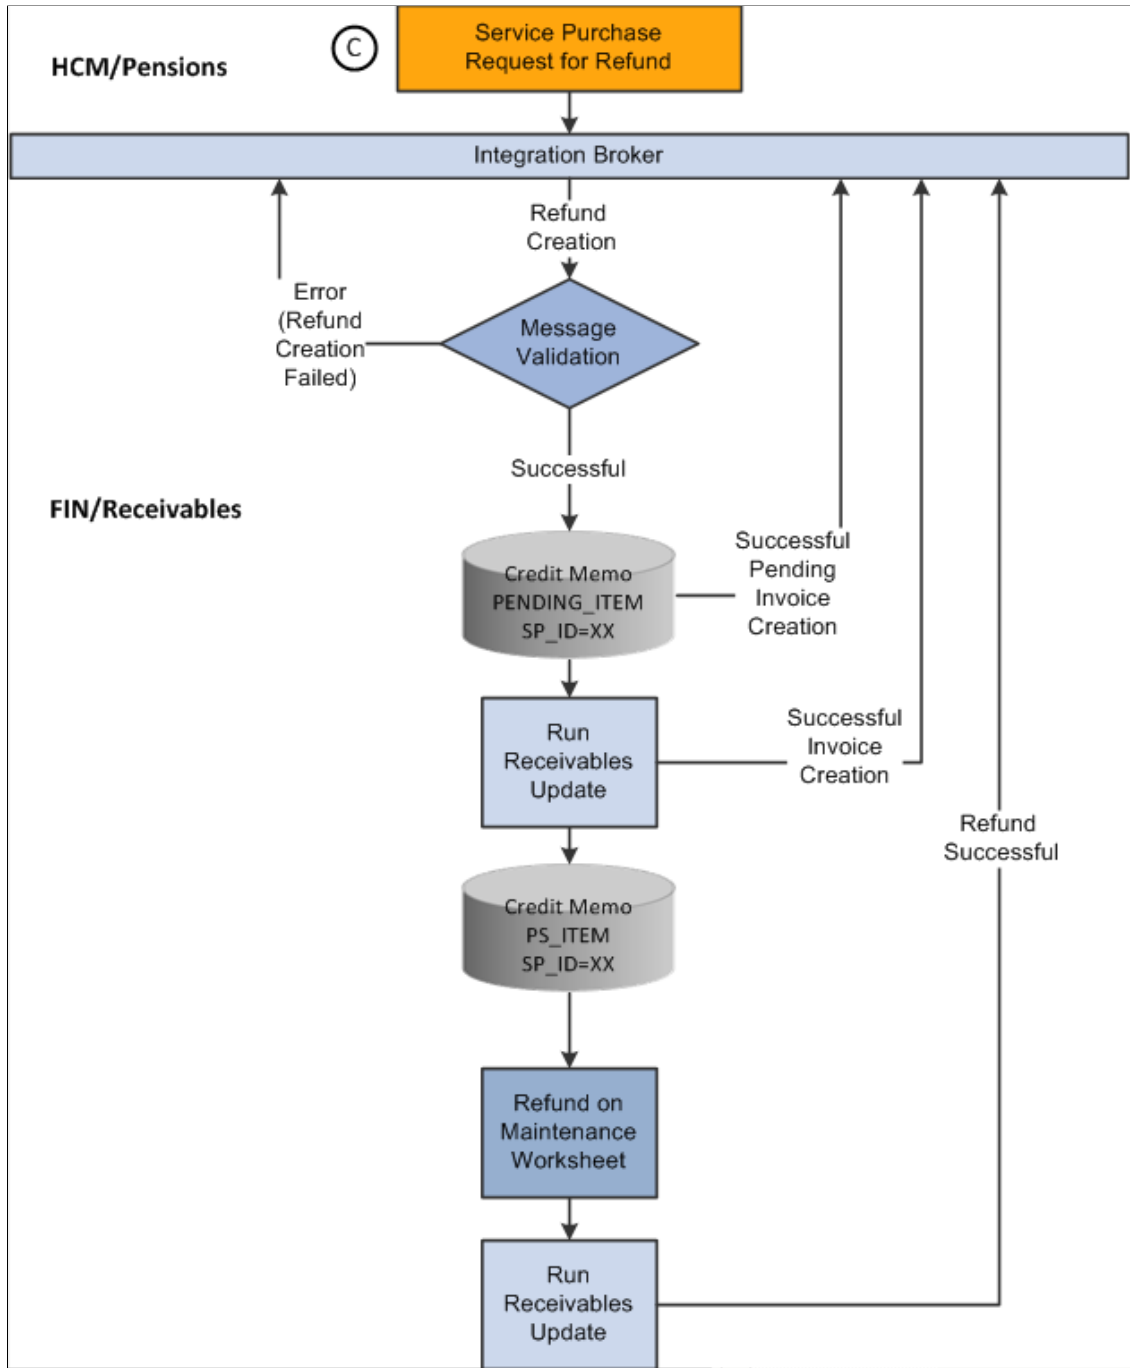 C
Service Purchase
Request for Refund
HCM/Pensions
Integration Broker
Refund
Creation
Error
(Refund
Creation
Failed)
Message
Validation
Successful
FIN/Receivables
Credit Memo
PENDING_ITEM
SP_ID=XX
Successful
Pending
Invoice
Creation
Run
Receivables
Update
Successful
Invoice
Creation
Refund
Successful
Credit Memo
PS_ITEM
SP_ID=XX
Refund on
Maintenance
Worksheet
Run
Receivables
Update